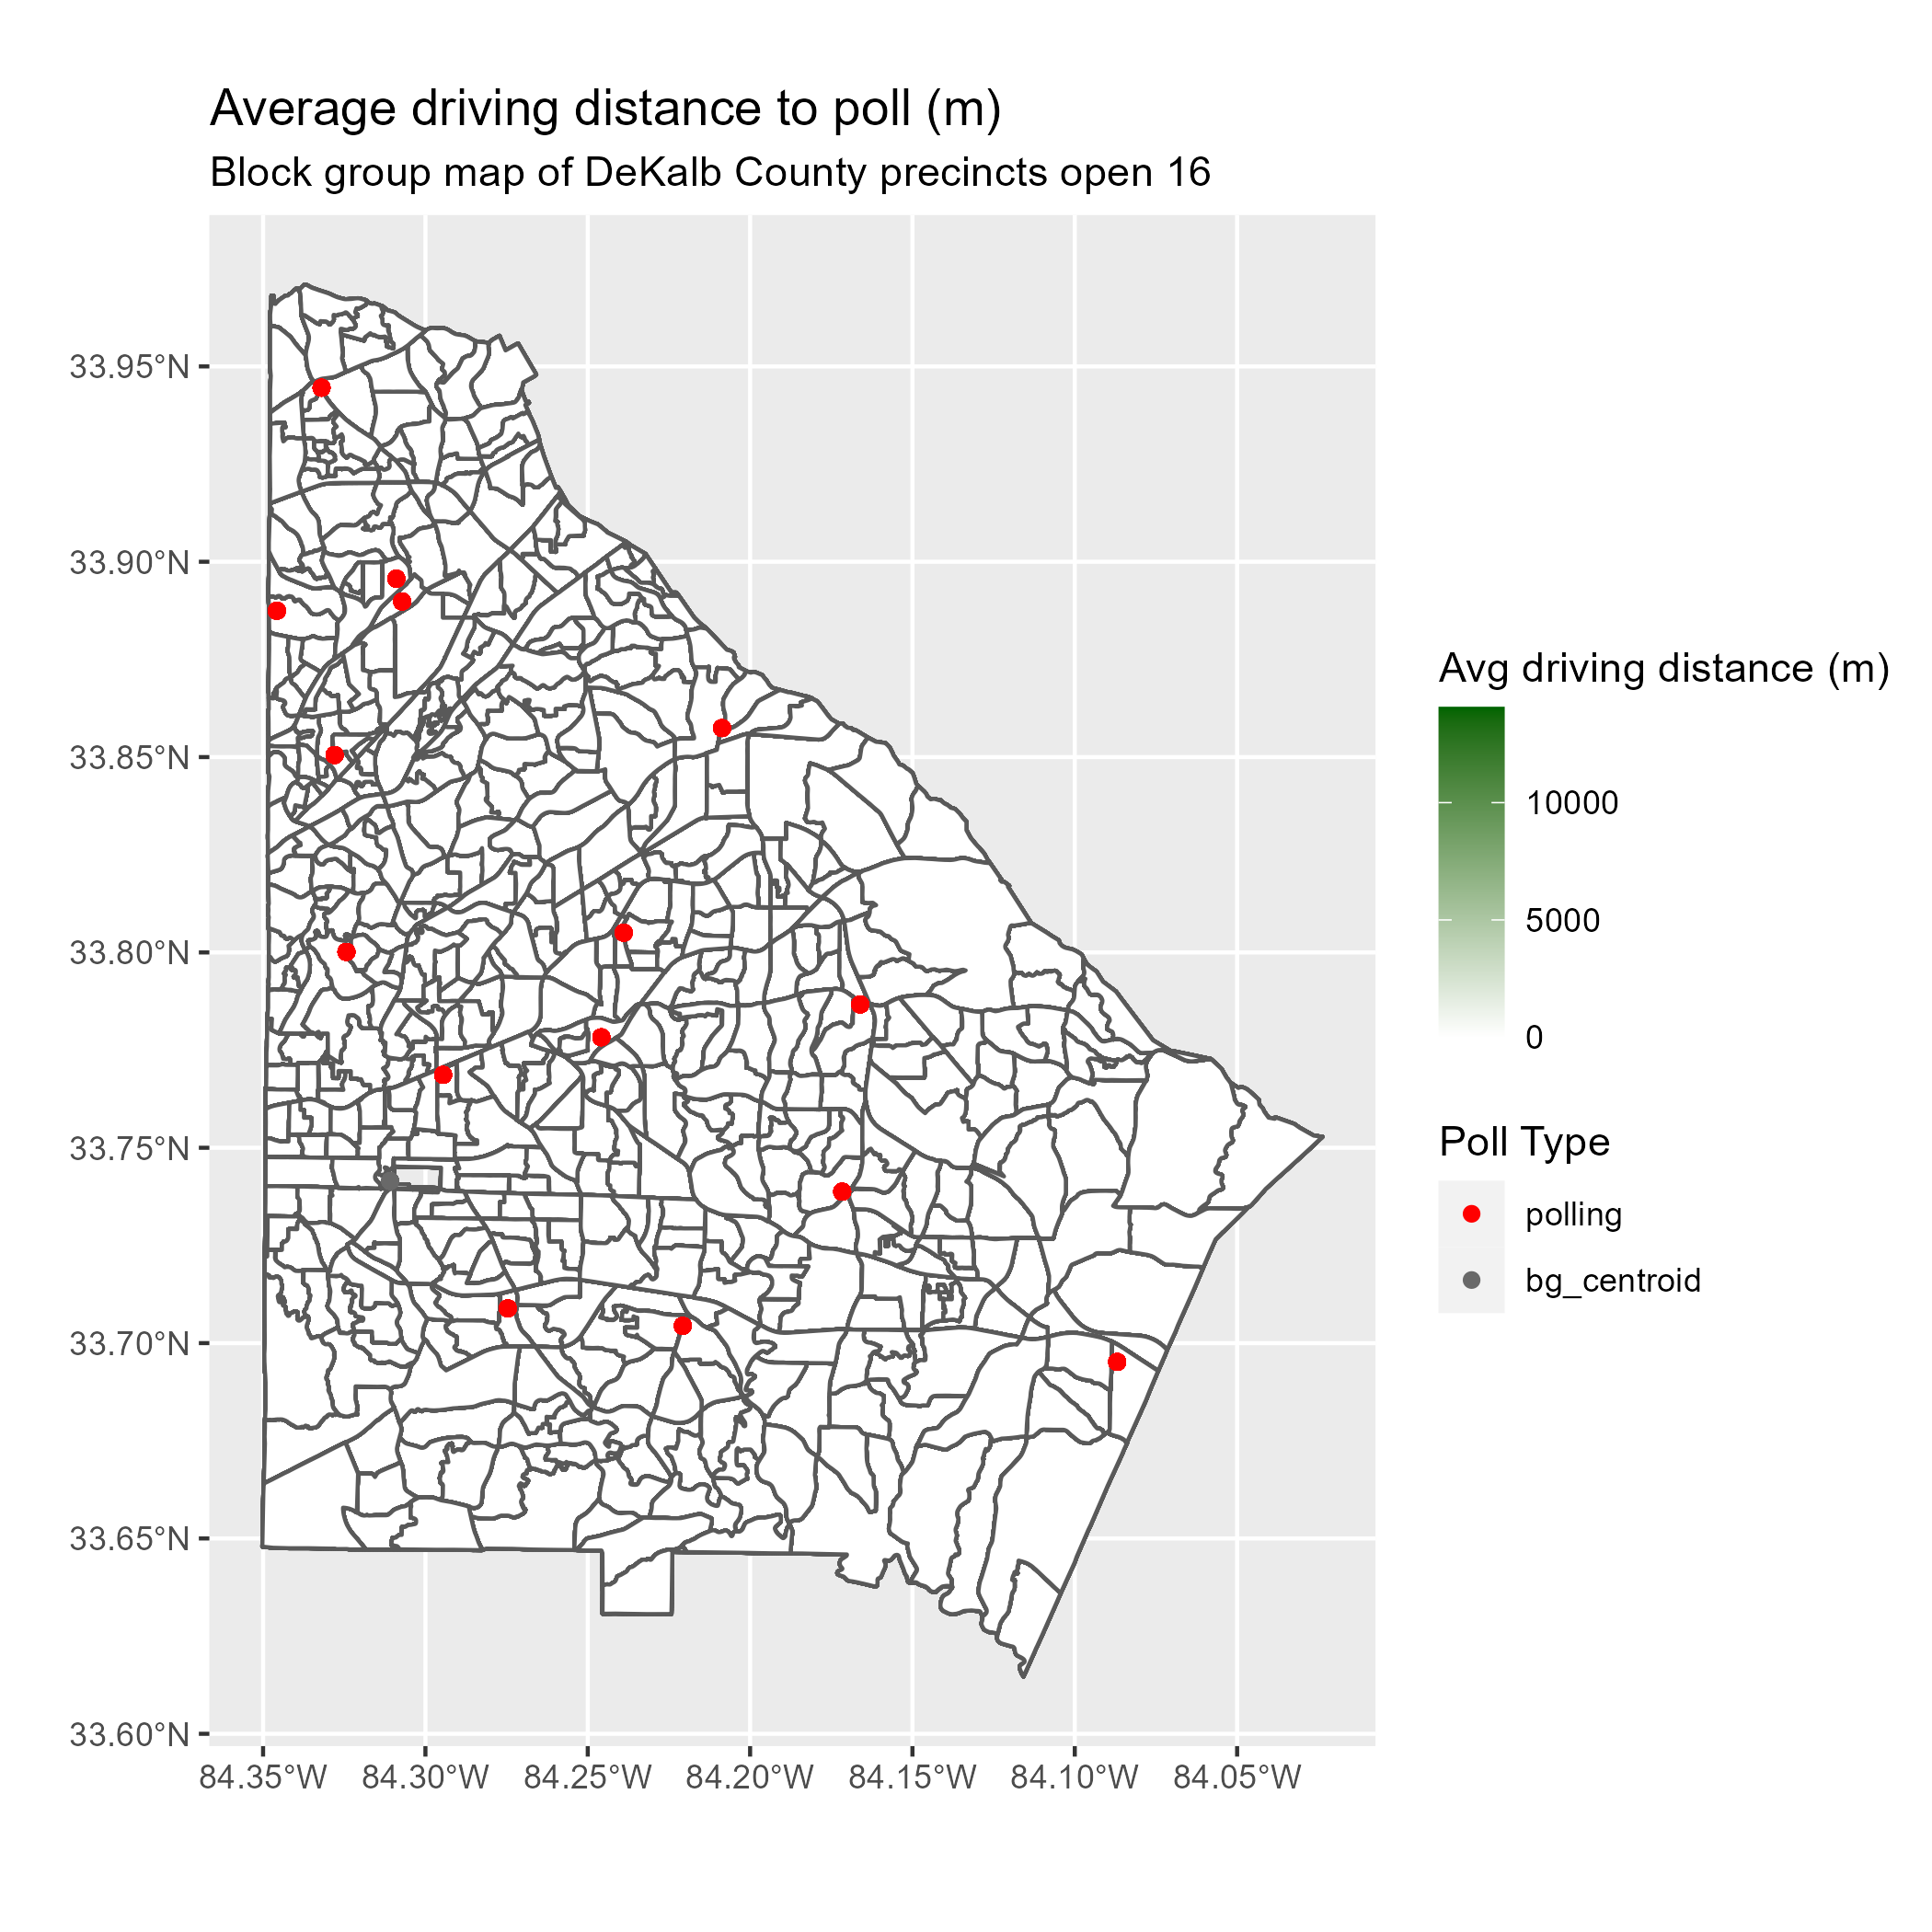 Average driving distance to poll (m)
Block group map of DeKalb County precincts open 16
33.95°N
33.90°N
33.85°N
33.80°N
33.75°N
33.70°N
33.65°N
33.60°N
84.35°W 84.30°W 84.25°W 84.20°W 84.15°W 84.10°W 84.05°W
Avg driving distance (m)
10000
5000
0
Poll Type
polling
bg_centroid